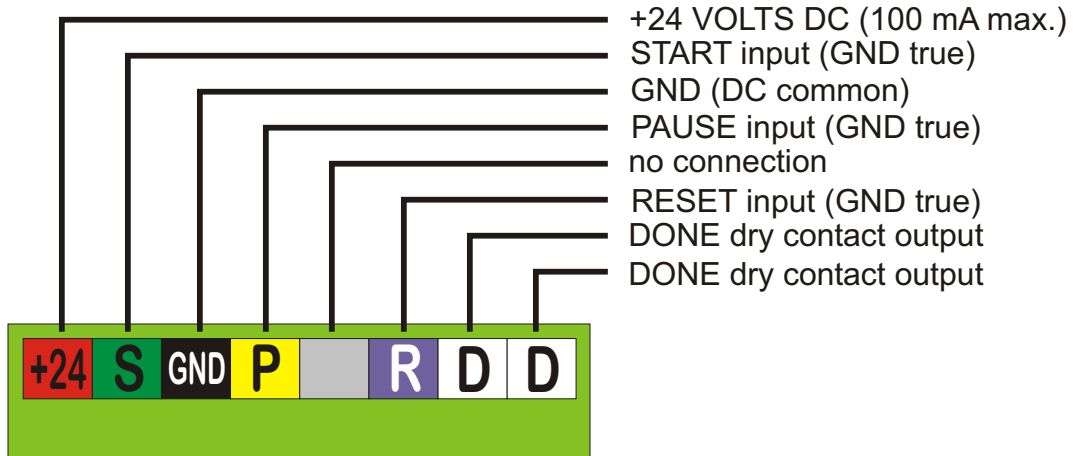 +24 VOLTS DC (100 mA max.)
START input (GND true)
GND (DC common)
PAUSE input (GND true)
no connection
RESET input (GND true)
DONE dry contact output
DONE dry contact output
+24 S GND P R D D